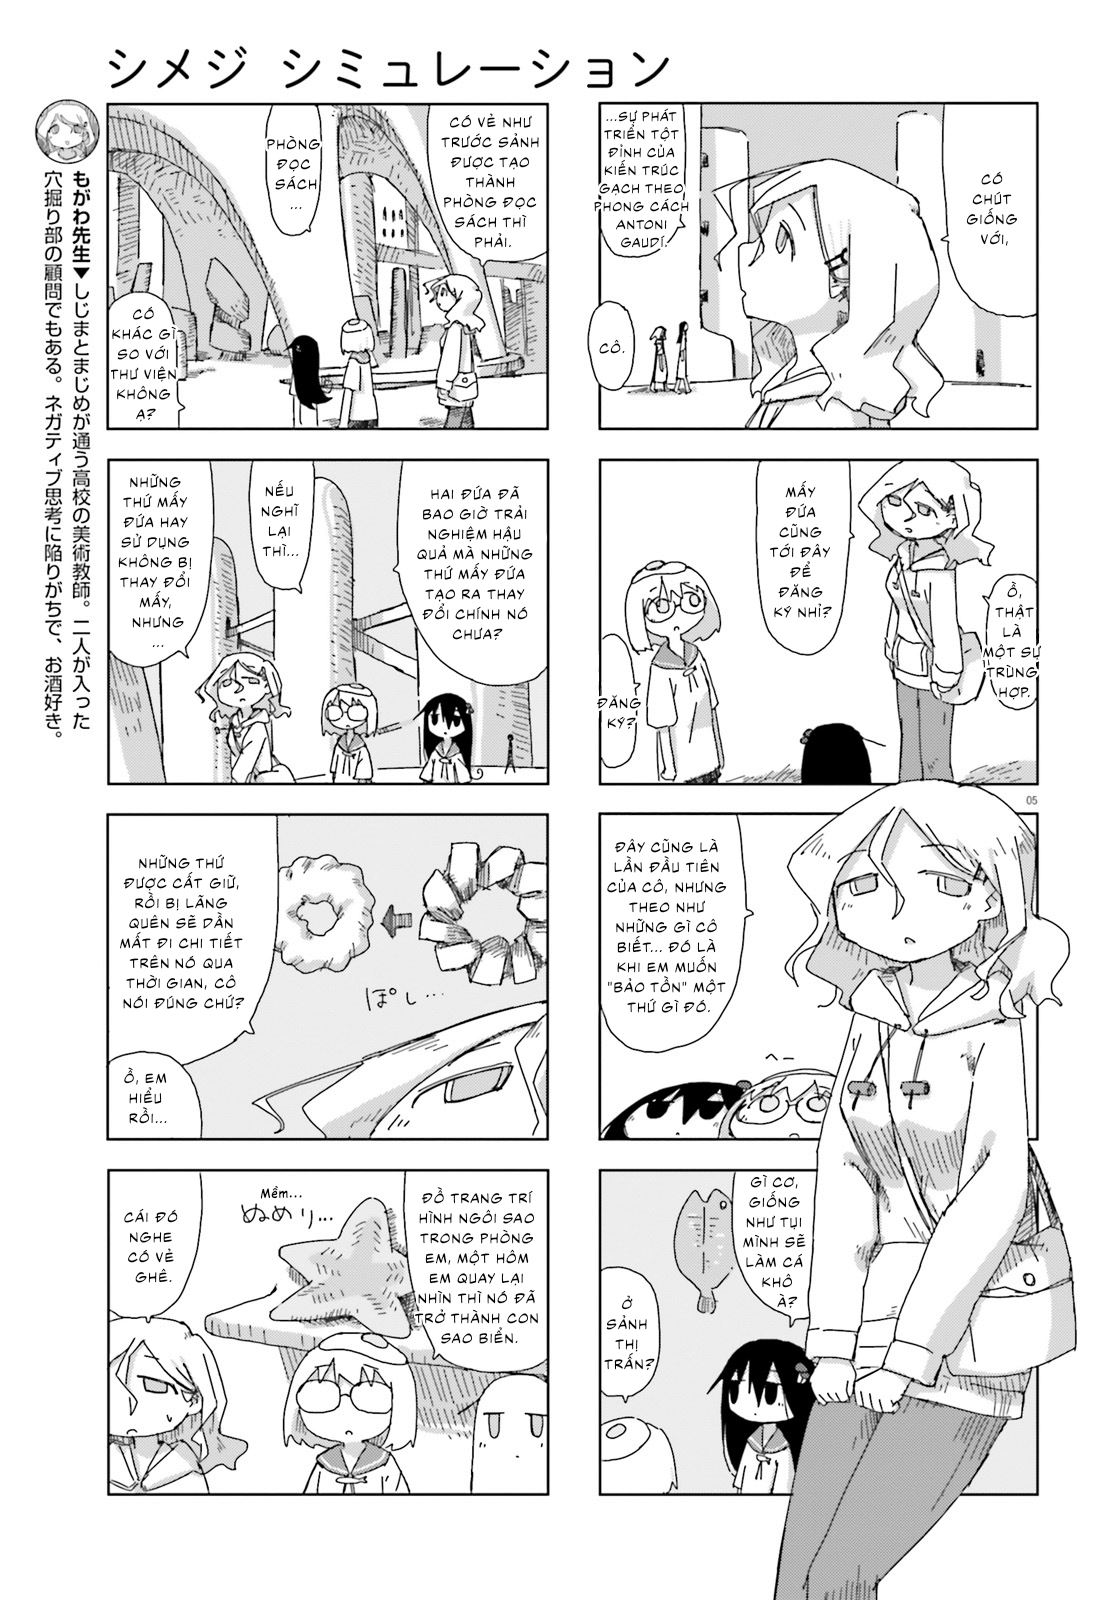 シメジ シミュレーション
もがわ先生▼しじまとまじめが通う高校の美術教師。二人が入った
穴掘り部の顧問でもある。ネガティブ思考に陥りがちで、お酒好き。
CÓ
CHÚT
GIỐNG
VỚI,
...SỰ PHÁT
TRIỂN TỘT
ĐỈNH CỦA
KIẾN TRÚC
GẠCH THEO
PHONG CÁCH
ANTONI
GAUDÍ.
CÔ.
Ồ,
THẬT
LÀ
MỘT SỰ
TRÙNG
HỢP.
MẤY
ĐỨA
CŨNG
TỚI ĐÂY
ĐỂ
ĐĂNG
KÝ NHỈ?
ĐĂNG
KÝ?
05
ĐÂY CŨNG LÀ
LẦN ĐẦU TIÊN
CỦA CÔ, NHƯNG
THEO NHƯ
NHỮNG GÌ CÔ
BIẾT... ĐÓ LÀ
KHI EM MUỐN
"BẢO TỒN" MỘT
THỨ GÌ ĐÓ.
へー
GÌ CƠ,
GIỐNG
NHƯ TỤI
MÌNH SẼ
LÀM CÁ
KHÔ
À?
Ở
SẢNH
THỊ
TRẤN?
CÓ VẺ NHƯ
TRƯỚC SẢNH
ĐƯỢC TẠO
THÀNH
PHÒNG ĐỌC
SÁCH THÌ
PHẢI.
PHÒNG
ĐỌC
SÁCH
...
CÓ
KHÁC GÌ
SO VỚI
THƯ VIỆN
KHÔNG
Ạ?
HAI ĐỨA ĐÃ
BAO GIỜ TRẢI
NGHIỆM HẬU
QUẢ MÀ NHỮNG
THỨ MẤY ĐỨA
TẠO RA THAY
ĐỔI CHÍNH NÓ
CHƯA?
NẾU
NGHĨ
LẠI
THÌ...
NHỮNG
THỨ MẤY
ĐỨA HAY
SỬ DỤNG
KHÔNG BỊ
THAY ĐỔI
MẤY,
NHƯNG
...
NHỮNG THỨ
ĐƯỢC CẤT GIỮ,
RỒI BỊ LÃNG
QUÊN SẼ DẦN
MẤT ĐI CHI TIẾT
TRÊN NÓ QUA
THỜI GIAN, CÔ
NÓI ĐÚNG CHỨ?
ぽし...
Ồ, EM
HIỂU
RỒI...
ĐỒ TRANG TRÍ
HÌNH NGÔI SAO
TRONG PHÒNG
EM, MỘT HÔM
EM QUAY LẠI
NHÌN THÌ NÓ ĐÃ
TRỞ THÀNH CON
SAO BIỂN.
Mềm...
ぬめり...
CÁI ĐÓ
NGHE
CÓ VẺ
GHÊ.